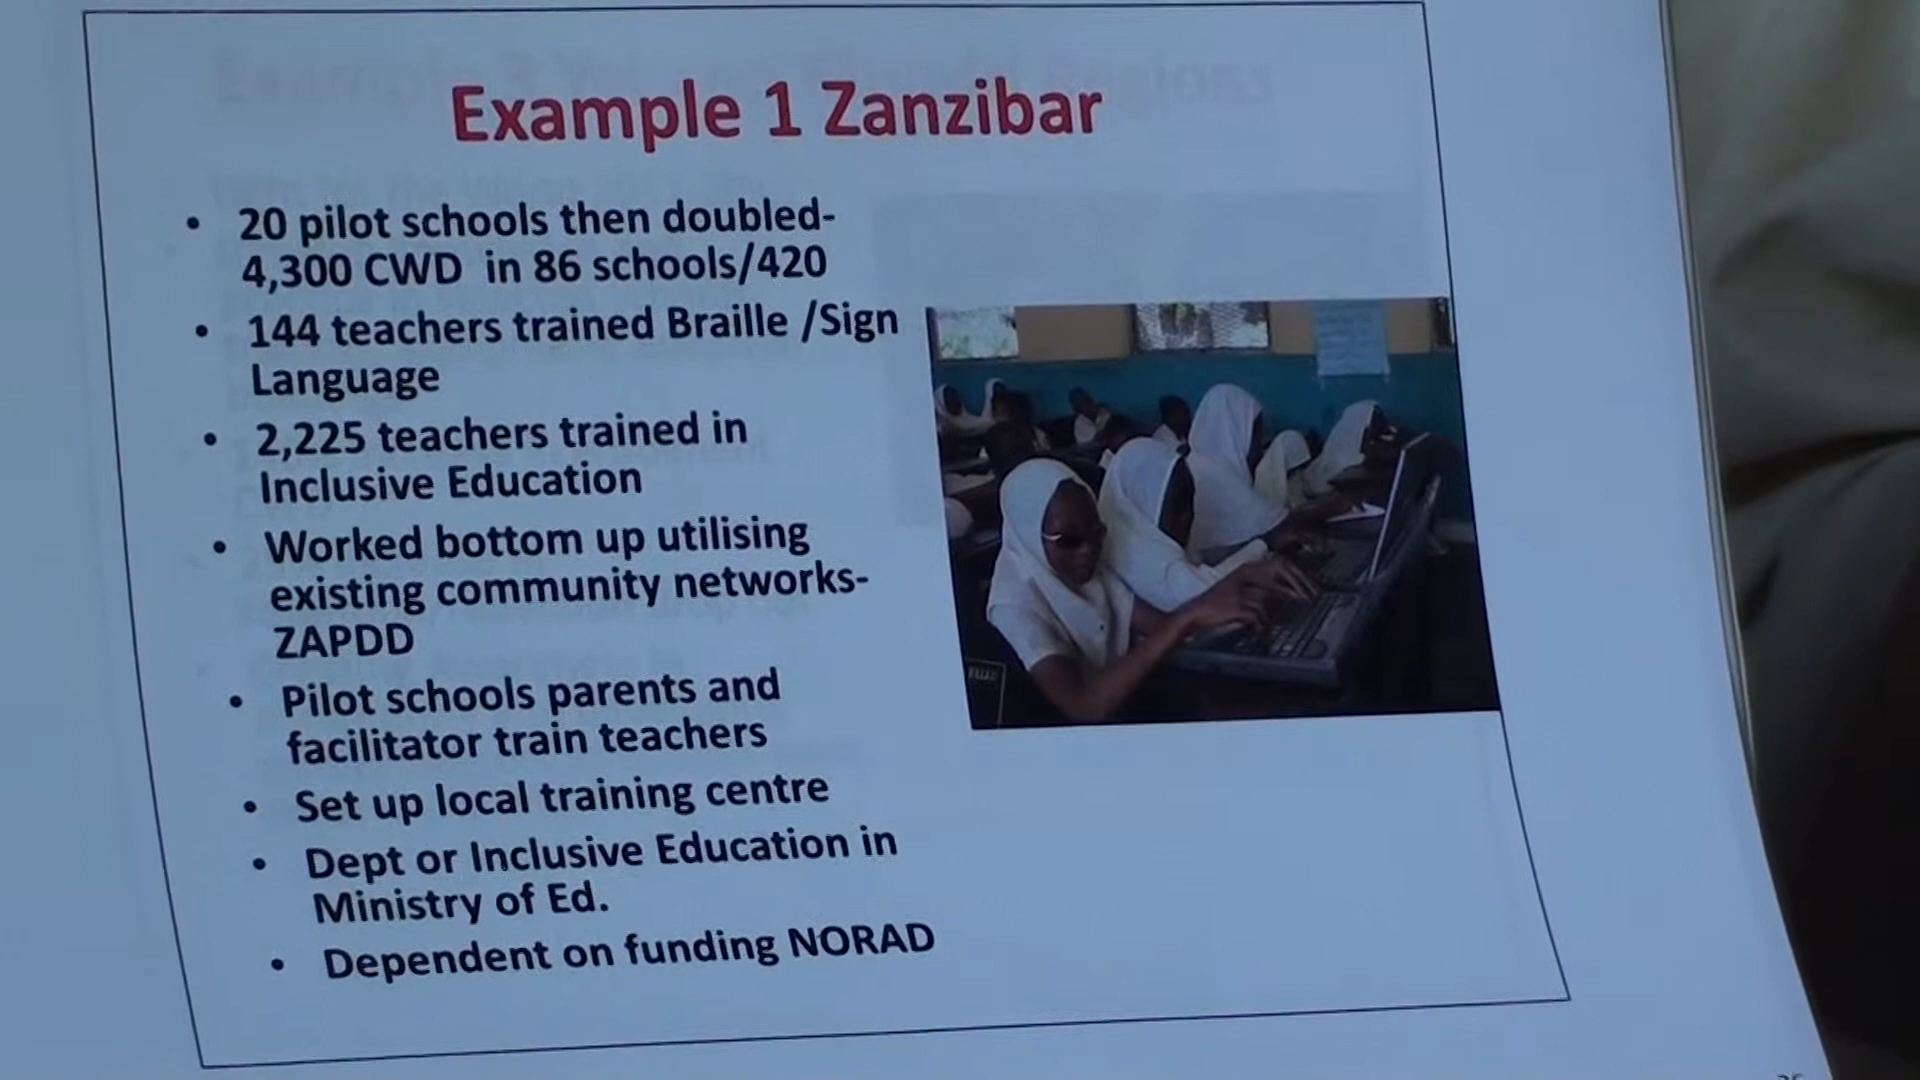 Example 1 Zanzibar
• 20 pilot schools then doubled-
4,300 CWD in 86 schools/420
• 144 teachers trained Braille /Sign
Language
• 2,225 teachers trained in
Inclusive Education
• Worked bottom up utilising
existing community networks-
ZAPDD
• Pilot schools parents and
facilitator train teachers
• Set up local training centre
• Dept or Inclusive Education in
Ministry of Ed.
• Dependent on funding NORAD